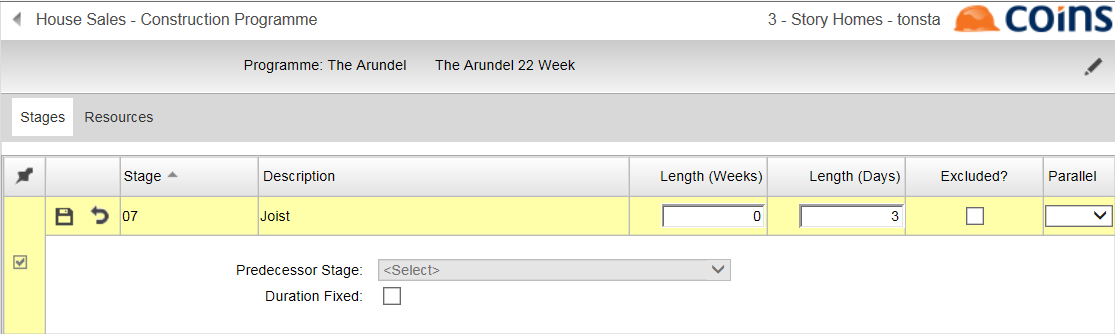 House Sales - Construction Programme 3 - Story Homes - tonsta coins
Programme: The Arundel The Arundel 22 Week
Stages Resources
Stage Description Length (Weeks) Length (Days) Excluded? Parallel
07 Joist 0 3
Predecessor Stage: <Select>
Duration Fixed: